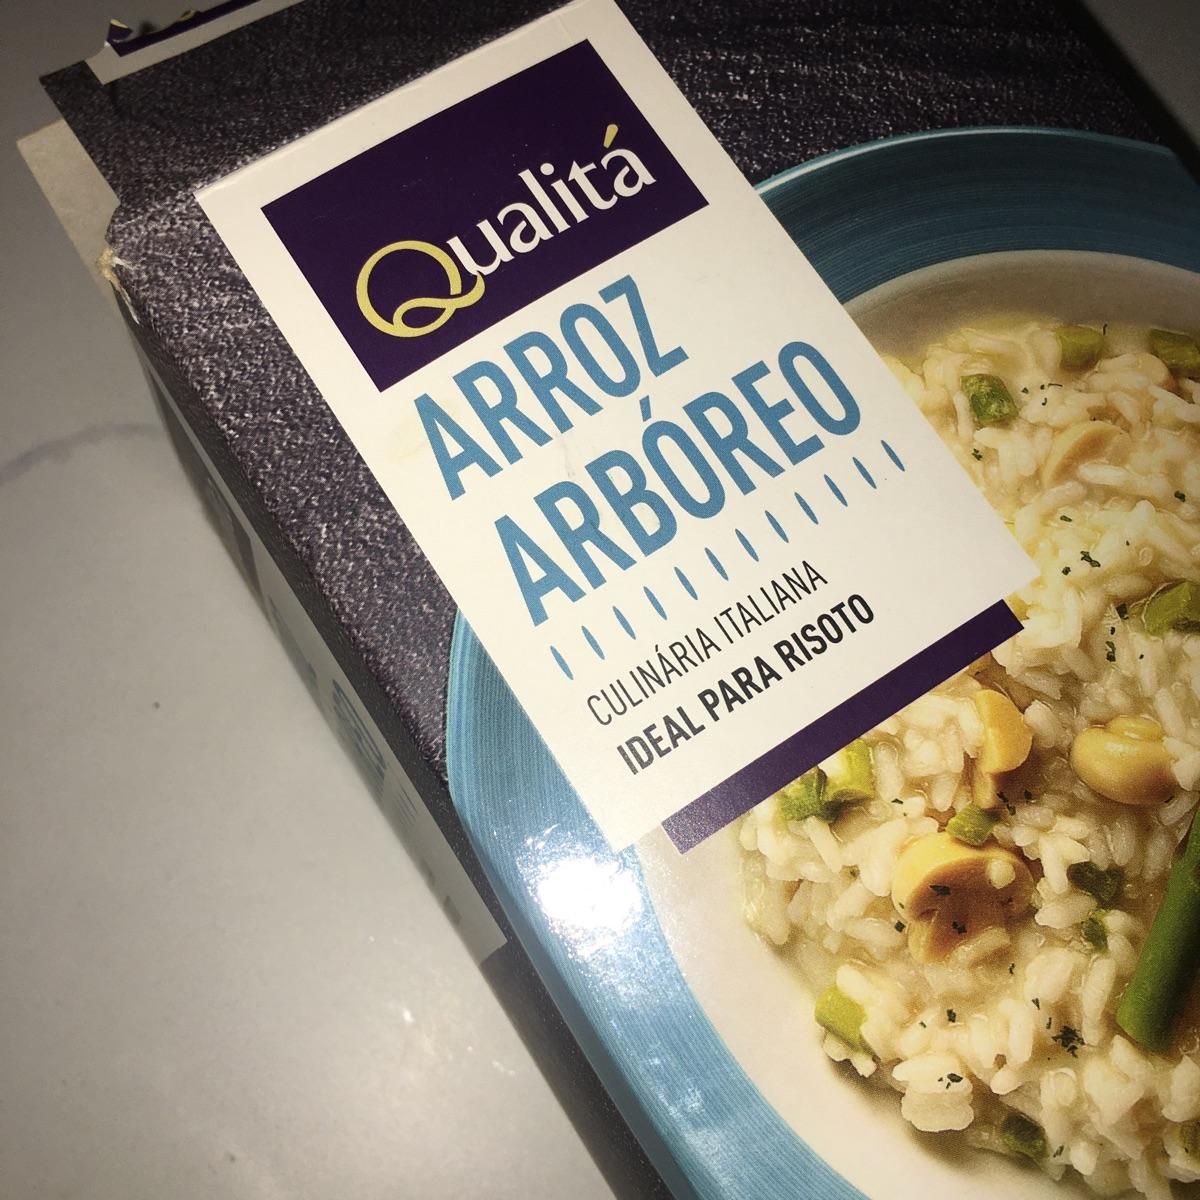 Qualitá
ARROZ
ARBÓREO
CULINÁRIA ITALIANA
IDEAL PARA RISOTO